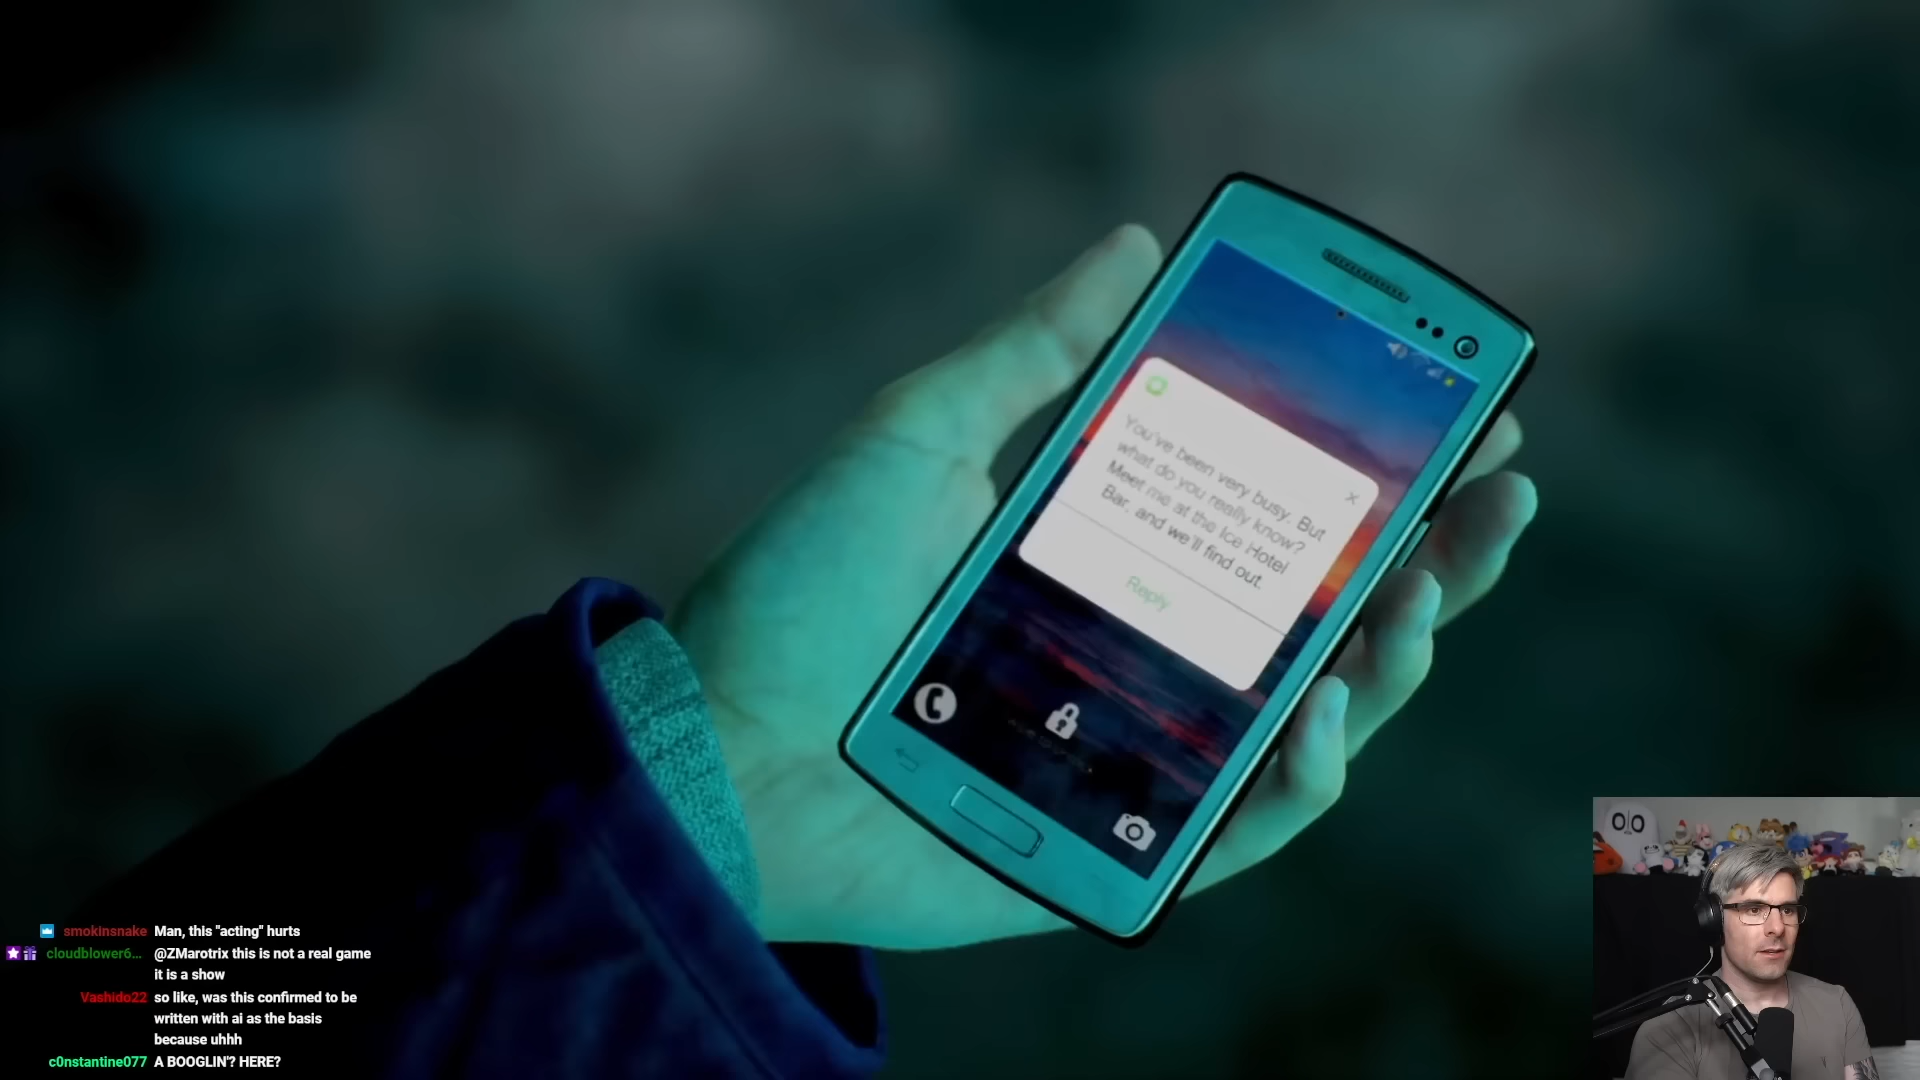 You've been very busy. But
what do you really know?
Meet me at the Ice Hotel
Bar, and we'll find out.
Reply
smokinsnake Man, this "acting" hurts
cloudblower6... @ZMarotrix this is not a real game
it is a show
Vashido22 so like, was this confirmed to be
written with ai as the basis
because uhhh
c0nstantine077 A BOOGLIN'? HERE?